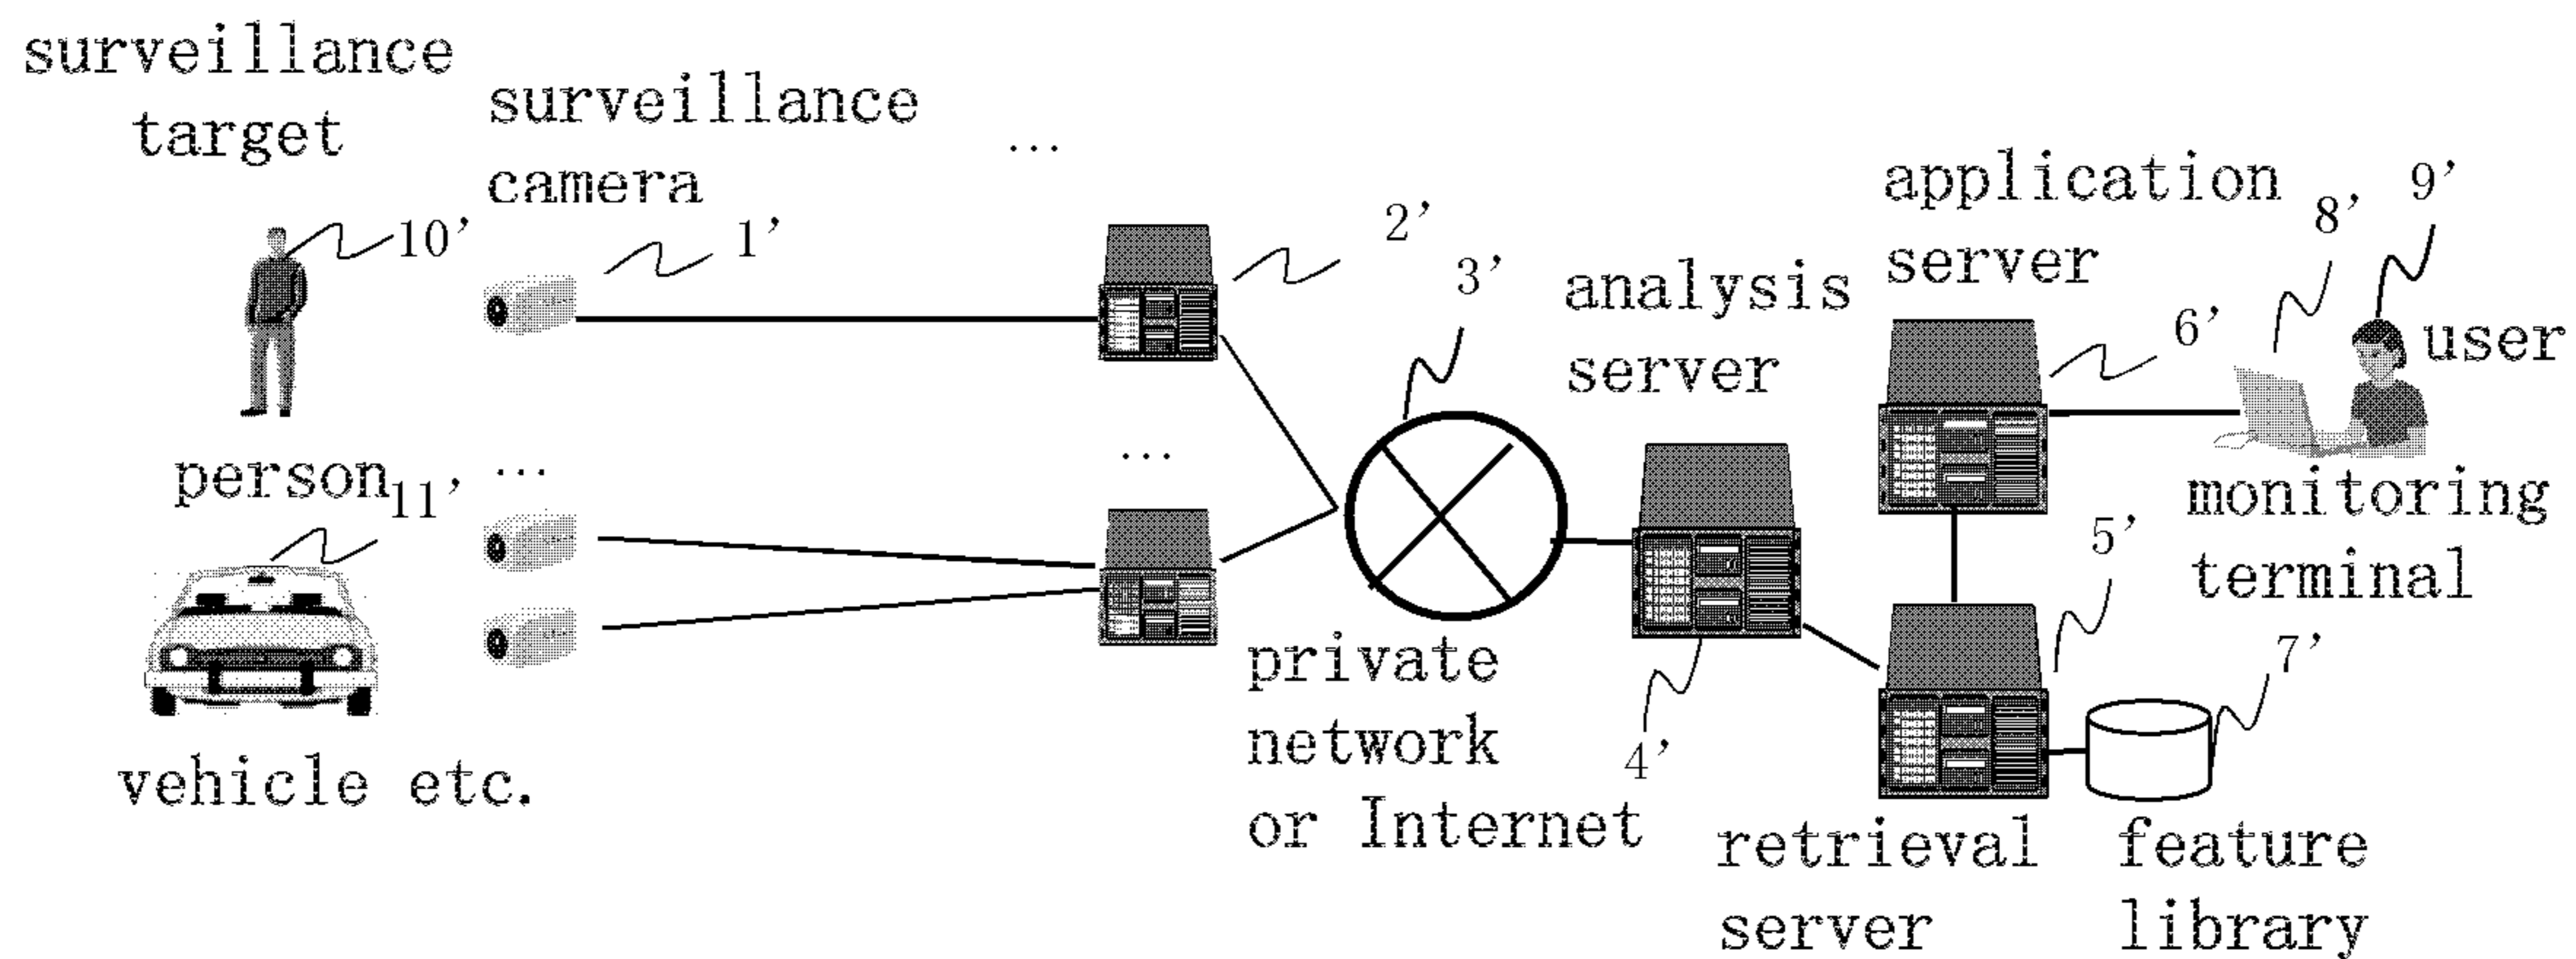 surveillance
target
surveillance
camera
...
10’
1’
2’
3’
person
11’
...
...
vehicle etc.
private
network
or Internet
analysis
server
4’
application
server
6’
8’
9’
user
monitoring
terminal
5’
7’
retrieval
server
feature
library